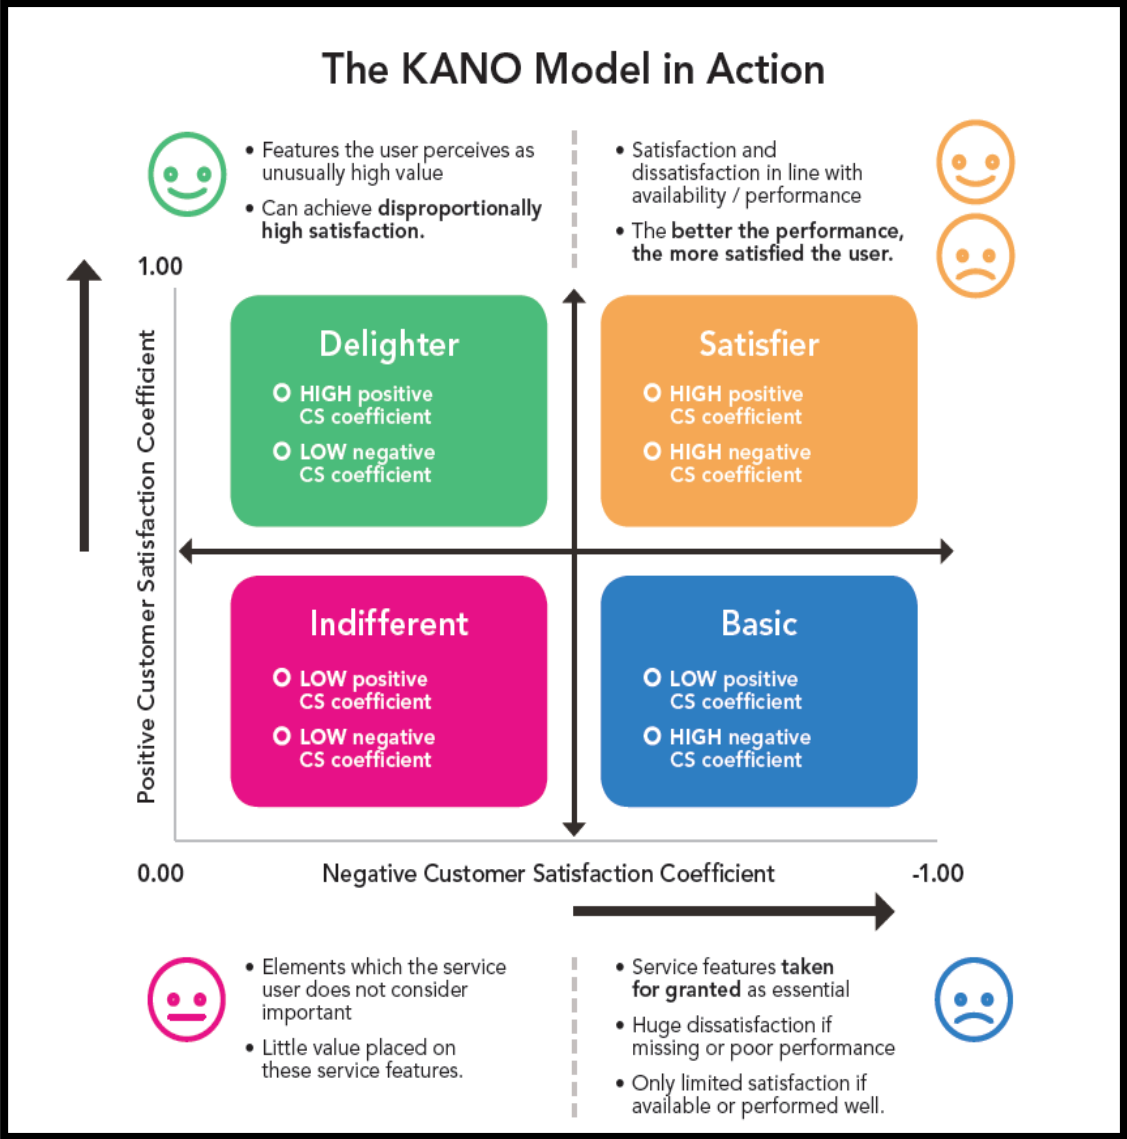 The KANO Model in Action
• Features the user perceives as
unusually high value
• Can achieve disproportionally
high satisfaction.
• Satisfaction and
dissatisfaction in line with
availability / performance
• The better the performance,
the more satisfied the user.
1.00
Positive Customer Satisfaction Coefficient
Delighter
HIGH positive
CS coefficient
LOW negative
CS coefficient
Satisfier
HIGH positive
CS coefficient
HIGH negative
CS coefficient
Indifferent
LOW positive
CS coefficient
LOW negative
CS coefficient
Basic
LOW positive
CS coefficient
HIGH negative
CS coefficient
0.00
Negative Customer Satisfaction Coefficient
-1.00
• Elements which the service
user does not consider
important
• Little value placed on
these service features.
• Service features taken
for granted as essential
• Huge dissatisfaction if
missing or poor performance
• Only limited satisfaction if
available or performed well.